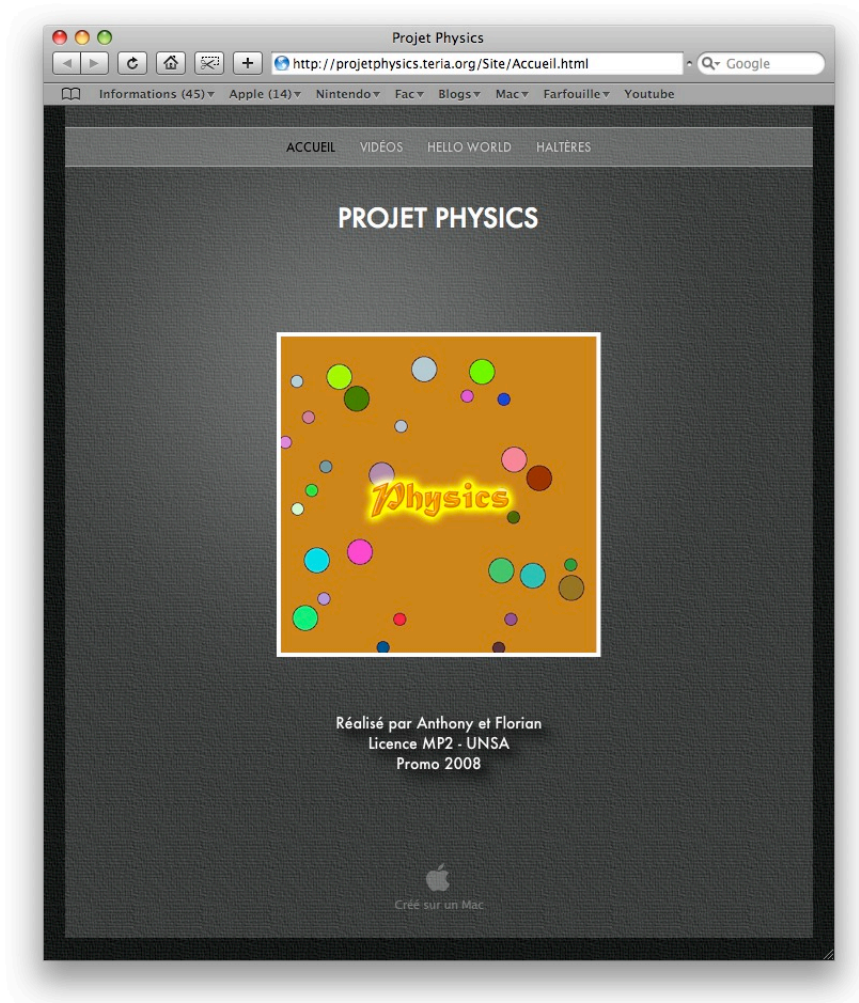 Projet Physics
http://projetphysics.teria.org/Site/Accueil.html
Google
Informations (45) Apple (14) Nintendo Fac Blogs Mac Farfouille Youtube
ACCUEIL VIDÉOS HELLO WORLD HALTÈRES
PROJET PHYSICS
Physics
Réalisé par Anthony et Florian
Licence MP2 - UNSA
Promo 2008
Créé sur un Mac